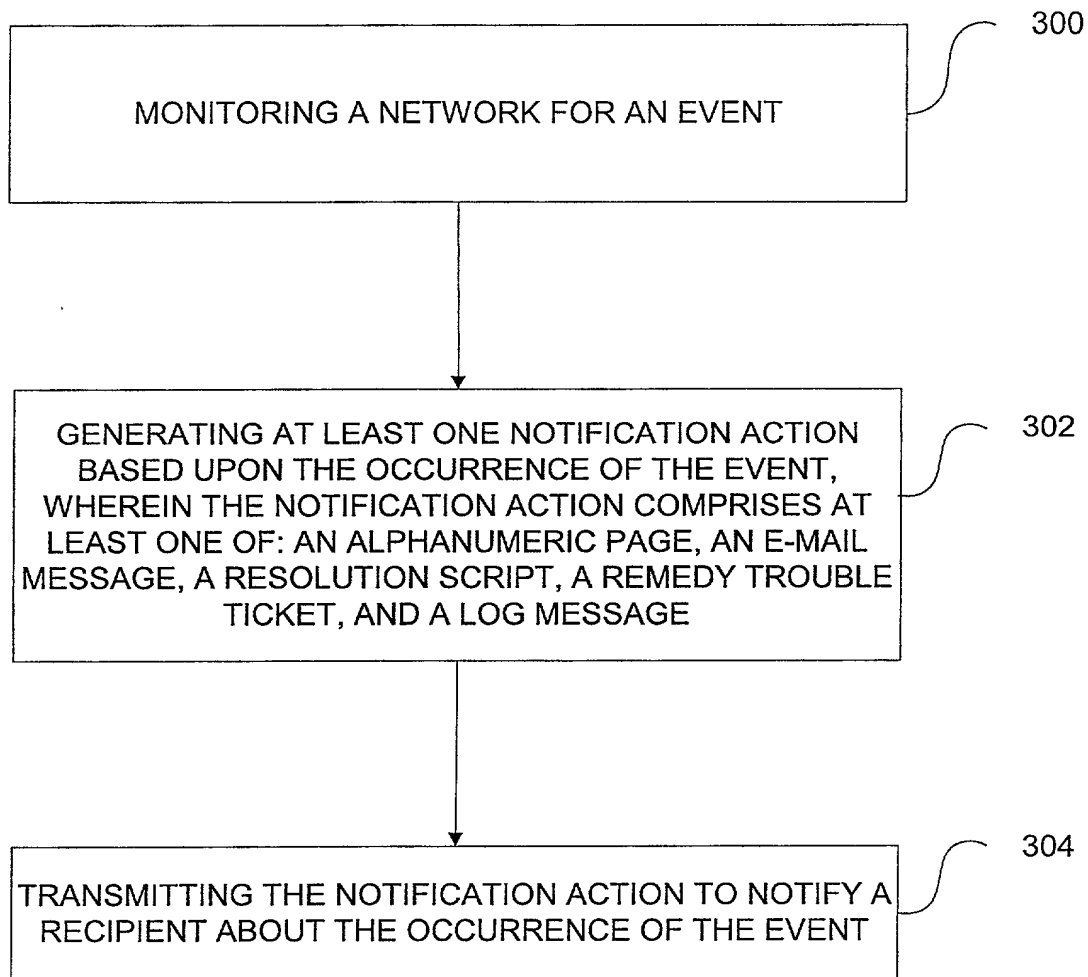 300
MONITORING A NETWORK FOR AN EVENT
302
GENERATING AT LEAST ONE NOTIFICATION ACTION
BASED UPON THE OCCURRENCE OF THE EVENT,
WHEREIN THE NOTIFICATION ACTION COMPRISES AT
LEAST ONE OF: AN ALPHANUMERIC PAGE, AN E-MAIL
MESSAGE, A RESOLUTION SCRIPT, A REMEDY TROUBLE
TICKET, AND A LOG MESSAGE
304
TRANSMITTING THE NOTIFICATION ACTION TO NOTIFY A
RECIPIENT ABOUT THE OCCURRENCE OF THE EVENT